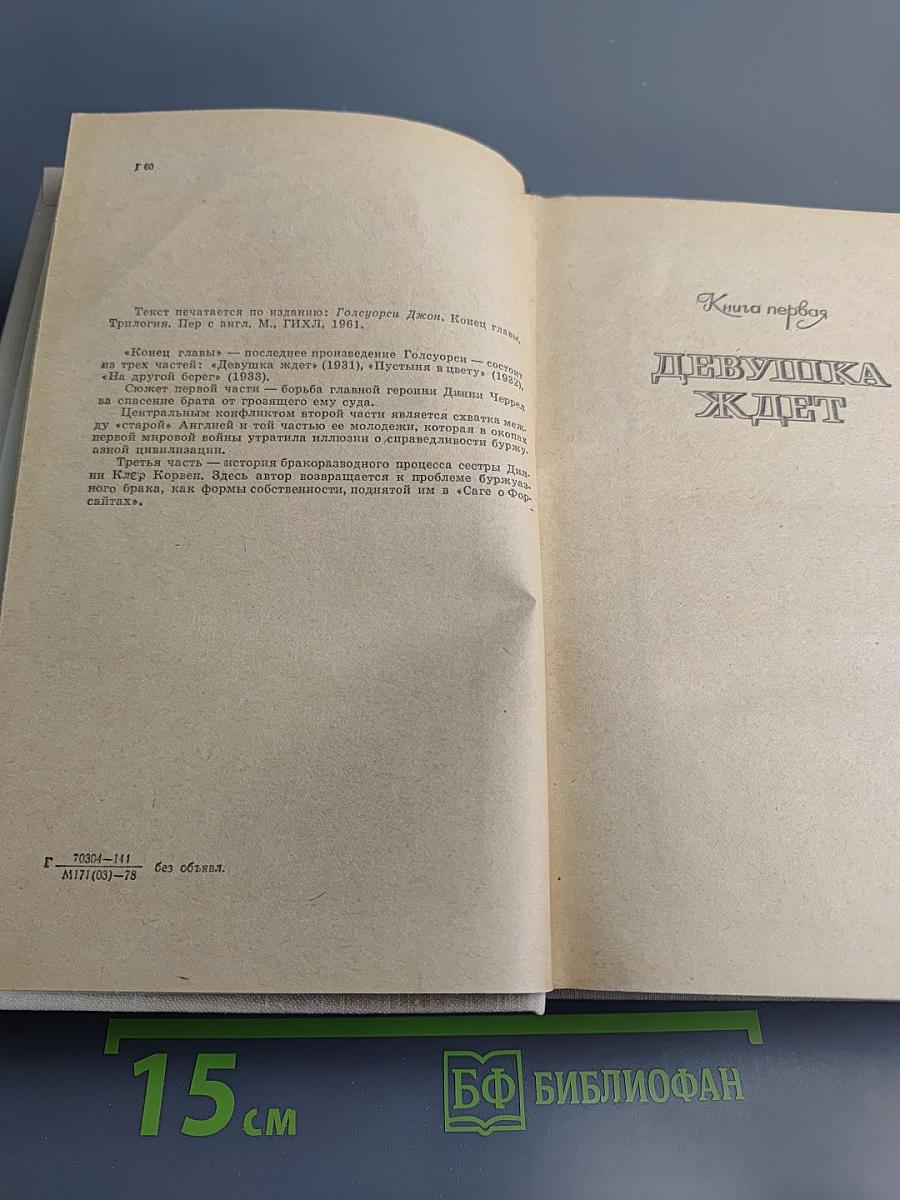 Г 60
Текст печатается по изданию: Голсуорси Джон. Конец главы,
Трилогия. Пер с англ. М., ГИХЛ, 1961.
«Конец главы» — последнее произведение Голсуорси — состоит
из трех частей: «Девушка ждет» (1931), «Пустыня в цвету» (1932),
«На другой берег» (1933).
Сюжет первой части — борьба главной героини Динни Черрел
за спасение брата от грозящего ему суда.
Центральным конфликтом второй части является схватка меж-
ду «старой» Англией и той частью ее молодежи, которая в окопах
первой мировой войны утратила иллюзии о справедливости буржу-
азной цивилизации.
Третья часть — история бракоразводного процесса сестры Дин-
ни Клер Корвен. Здесь автор возвращается к проблеме буржуаз-
ного брака, как формы собственности, поднятой им в «Саге о Фор-
сайтах».
Г 70304—141
М171(03)—78 без объявл.
Книга первая
ДЕВУШКА
ЖДЕТ
15 см
БФ БИБЛИОФАН